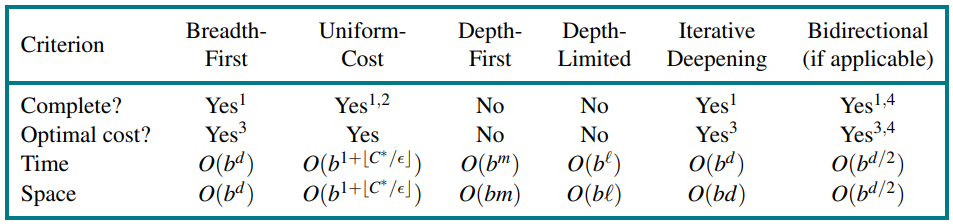 Criterion Breadth-First Uniform-Cost Depth-First Depth-Limited Iterative Deepening Bidirectional (if applicable)
Complete? Yes¹ Yes¹,² No No Yes¹ Yes¹,⁴
Optimal cost? Yes³ Yes No No Yes³ Yes³,⁴
Time O(b^d) O(b^{1+⌊C*/ϵ⌋}) O(b^m) O(b^ℓ) O(b^d) O(b^{d/2})
Space O(b^d) O(b^{1+⌊C*/ϵ⌋}) O(bm) O(bℓ) O(bd) O(b^{d/2})